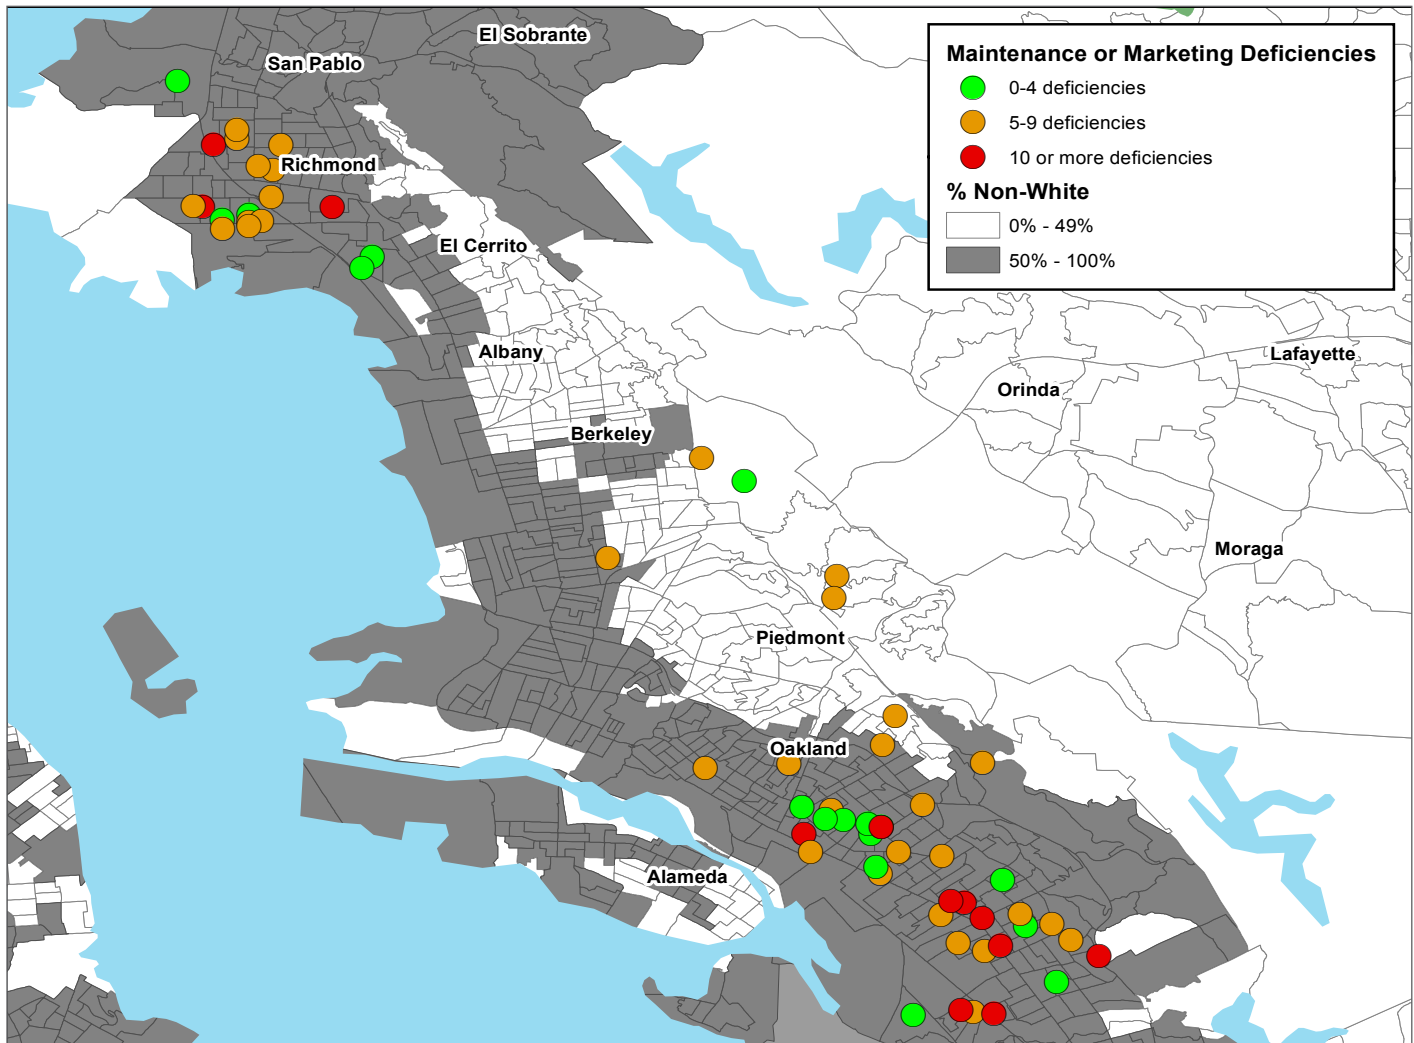 El Sobrante
San Pablo
Maintenance or Marketing Deficiencies
0-4 deficiencies
5-9 deficiencies
10 or more deficiencies
% Non-White
0% - 49%
50% - 100%
Richmond
El Cerrito
Albany
Lafayette
Orinda
Berkeley
Moraga
Piedmont
Oakland
Alameda